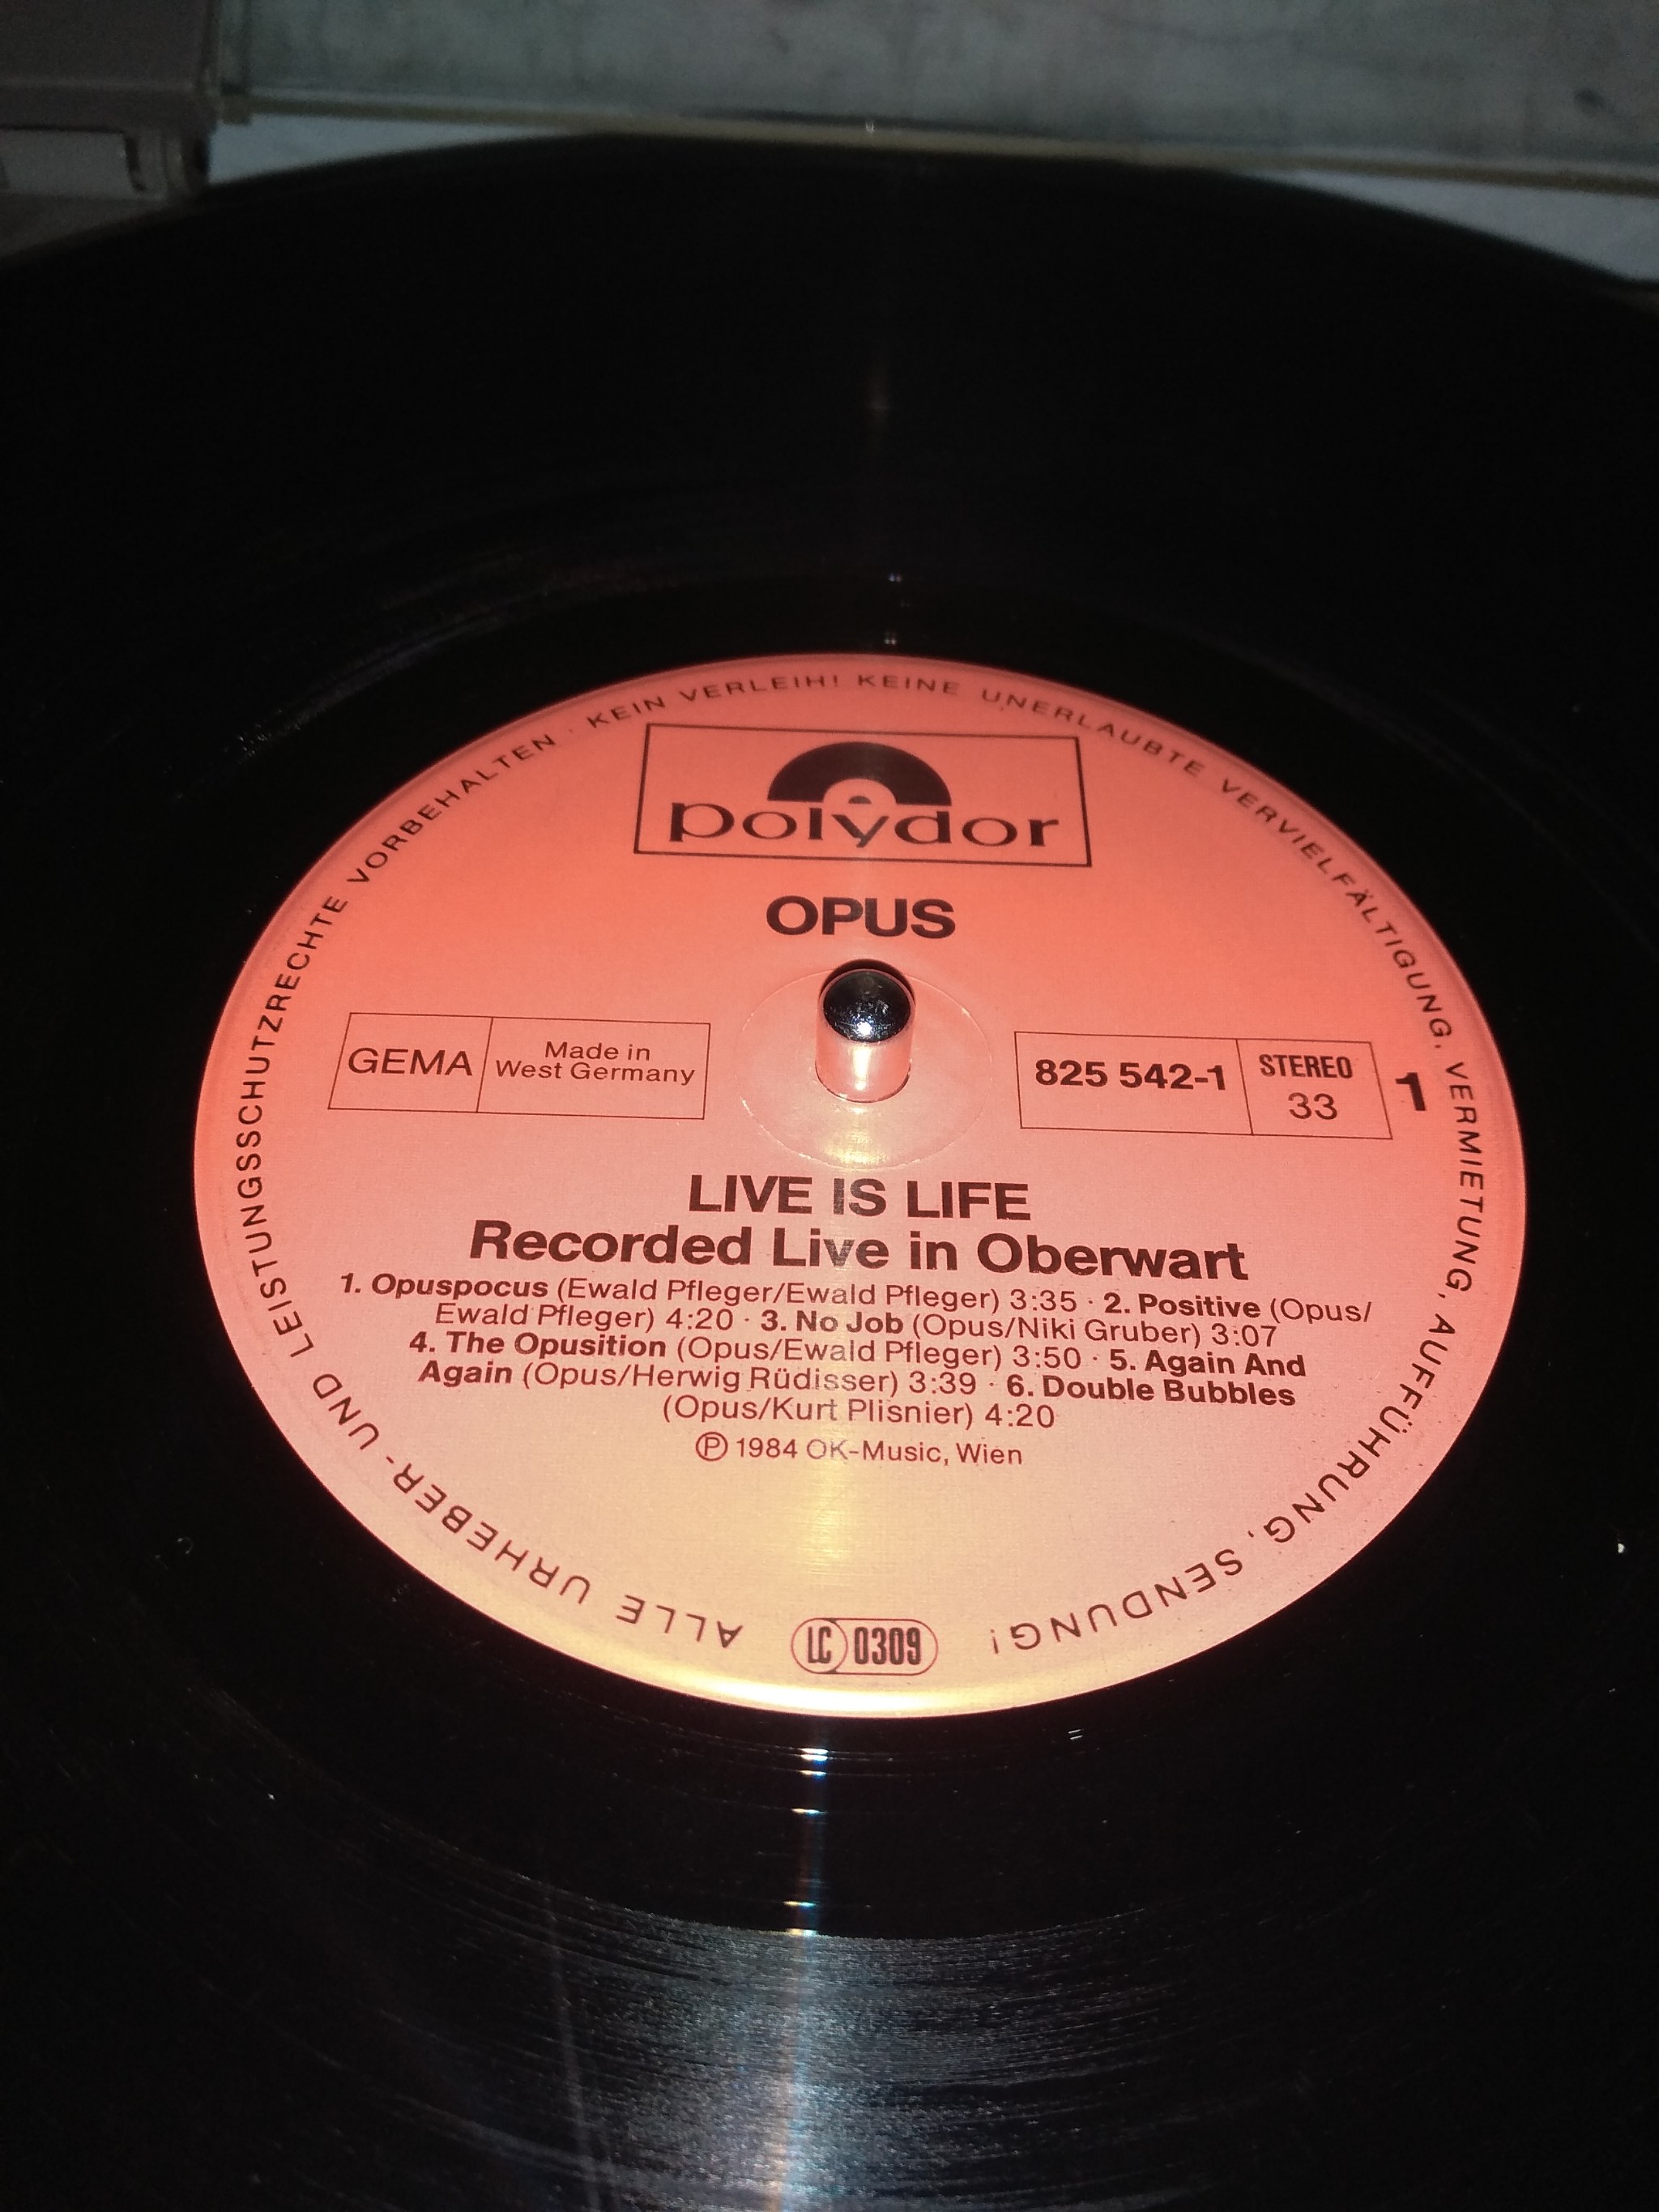 polydor
OPUS
GEMA
Made in
West Germany
825 542-1
STEREO
33
1
LIVE IS LIFE
Recorded Live in Oberwart
1. Opuspocus (Ewald Pfleger/Ewald Pfleger) 3:35 · 2. Positive (Opus/
Ewald Pfleger) 4:20 · 3. No Job (Opus/Niki Gruber) 3:07
4. The Opusition (Opus/Ewald Pfleger) 3:50 · 5. Again And
Again (Opus/Herwig Rüdisser) 3:39 · 6. Double Bubbles
(Opus/Kurt Plisnier) 4:20
Ⓟ 1984 OK-Music, Wien
ALLE URHEBER- UND LEISTUNGSSCHUTZRECHTE VORBEHALTEN · KEIN VERLEIH! KEINE UNERLAUBTE VERVIELFÄLTIGUNG, VERMIETUNG, AUFFÜHRUNG, SENDUNG!
LC 0309